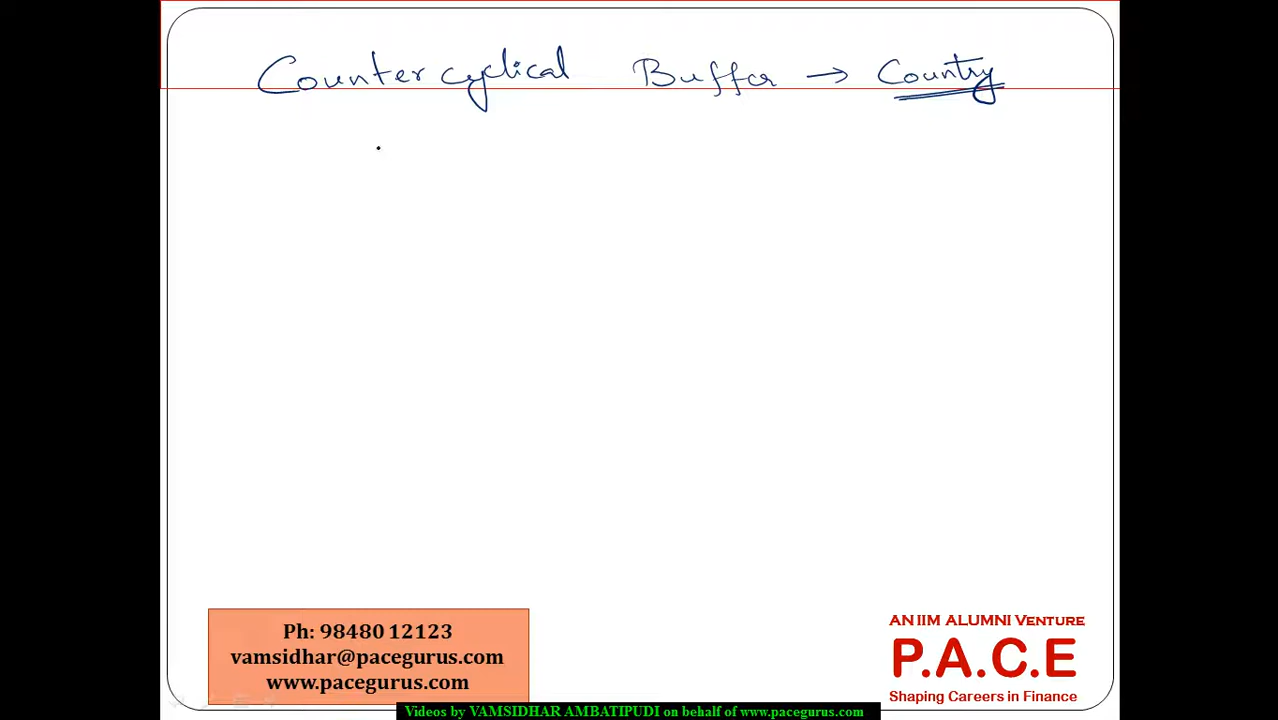 Countercyclical Buffer → Country
Ph: 98480 12123
vamsidhar@pacegurus.com
www.pacegurus.com
AN IIM ALUMNI VENTURE
P.A.C.E
Shaping Careers in Finance
Videos by VAMSIDHAR AMBATIPUDI on behalf of www.pacegurus.com